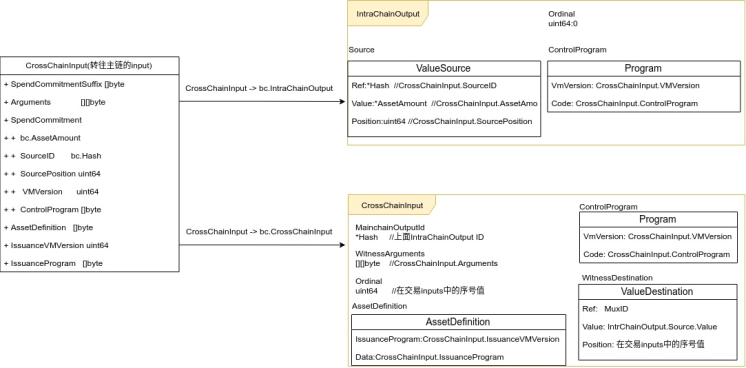 CrossChainInput(转往主链的input)
+ SpendCommitmentSuffix []byte
+ Arguments [][]byte
+ SpendCommitment
+ + bc.AssetAmount
+ + SourceID bc.Hash
+ + SourcePosition uint64
+ + VMVersion uint64
+ + ControlProgram []byte
+ AssetDefinition []byte
+ IssuanceVMVersion uint64
+ IssuanceProgram []byte
CrossChainInput -> bc.IntraChainOutput
CrossChainInput -> bc.CrossChainInput
IntraChainOutput
Ordinal
uint64:0
Source
ValueSource
Ref:*Hash //CrossChainInput.SourceID
Value:*AssetAmount //CrossChainInput.AssetAmo
Position:uint64 //CrossChainInput.SourcePosition
ControlProgram
Program
VmVersion: CrossChainInput.VMVersion
Code: CrossChainInput.ControlProgram
CrossChainInput
MainchainOutputId
*Hash //上面IntraChainOutput ID
WitnessArguments
[][]byte //CrossChainInput.Arguments
Ordinal
uint64 //在交易inputs中的序号值
AssetDefinition
AssetDefinition
IssuanceProgram:CrossChainInput.IssuanceVMVersion
Data:CrossChainInput.IssuanceProgram
ControlProgram
Program
VmVersion: CrossChainInput.VMVersion
Code: CrossChainInput.ControlProgram
WitnessDestination
ValueDestination
Ref: MuxID
Value: IntrChainOutput.Source.Value
Position: 在交易inputs中的序号值